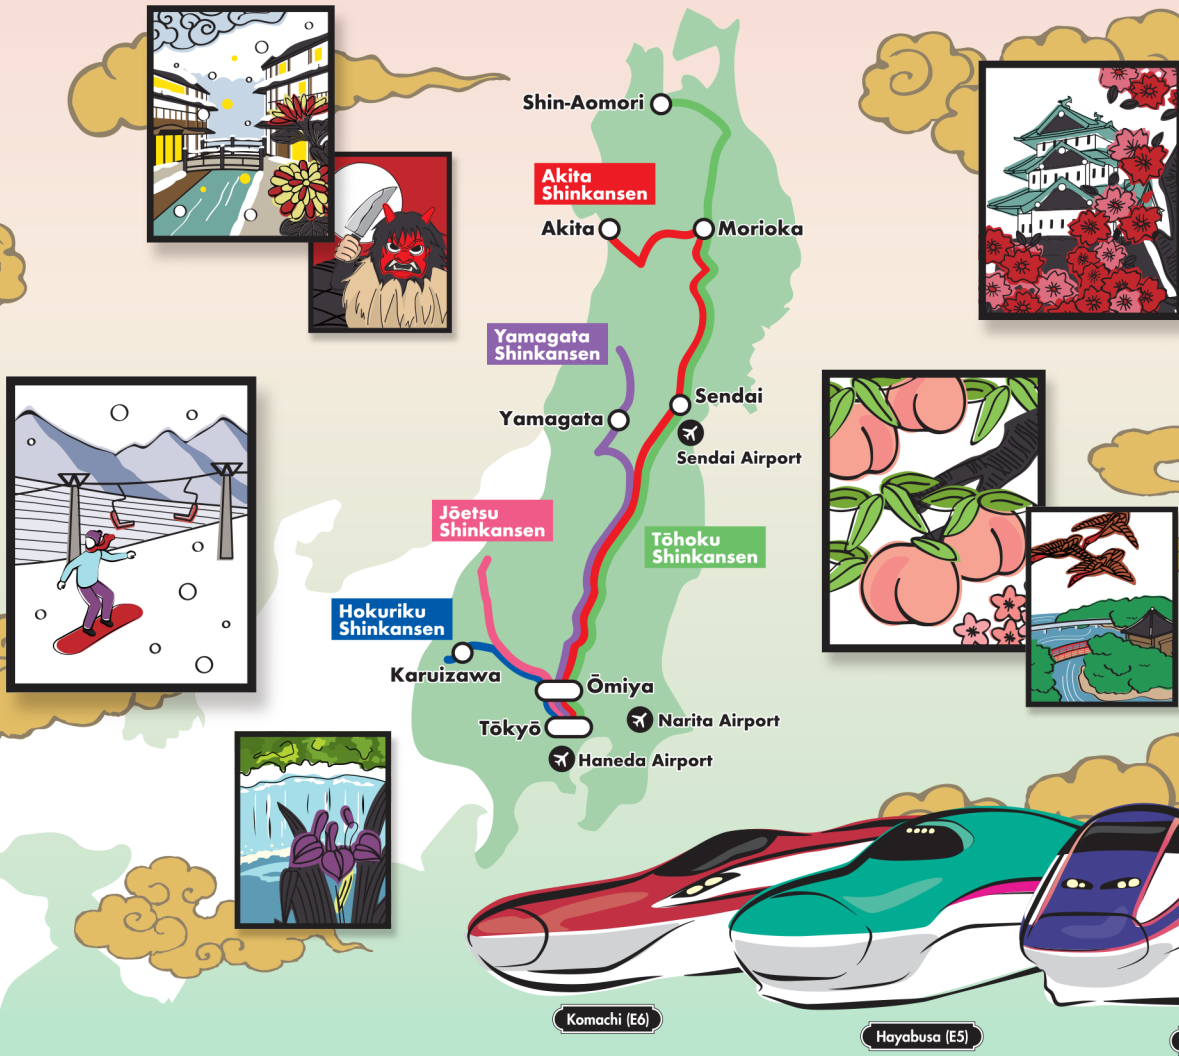 Shin-Aomori
Akita
Shinkansen
Akita
Morioka
Yamagata
Shinkansen
Sendai
Yamagata
Sendai Airport
Jōetsu
Shinkansen
Tōhoku
Shinkansen
Hokuriku
Shinkansen
Karuizawa
Ōmiya
Tōkyō
Narita Airport
Haneda Airport
Komachi (E6)
Hayabusa (E5)